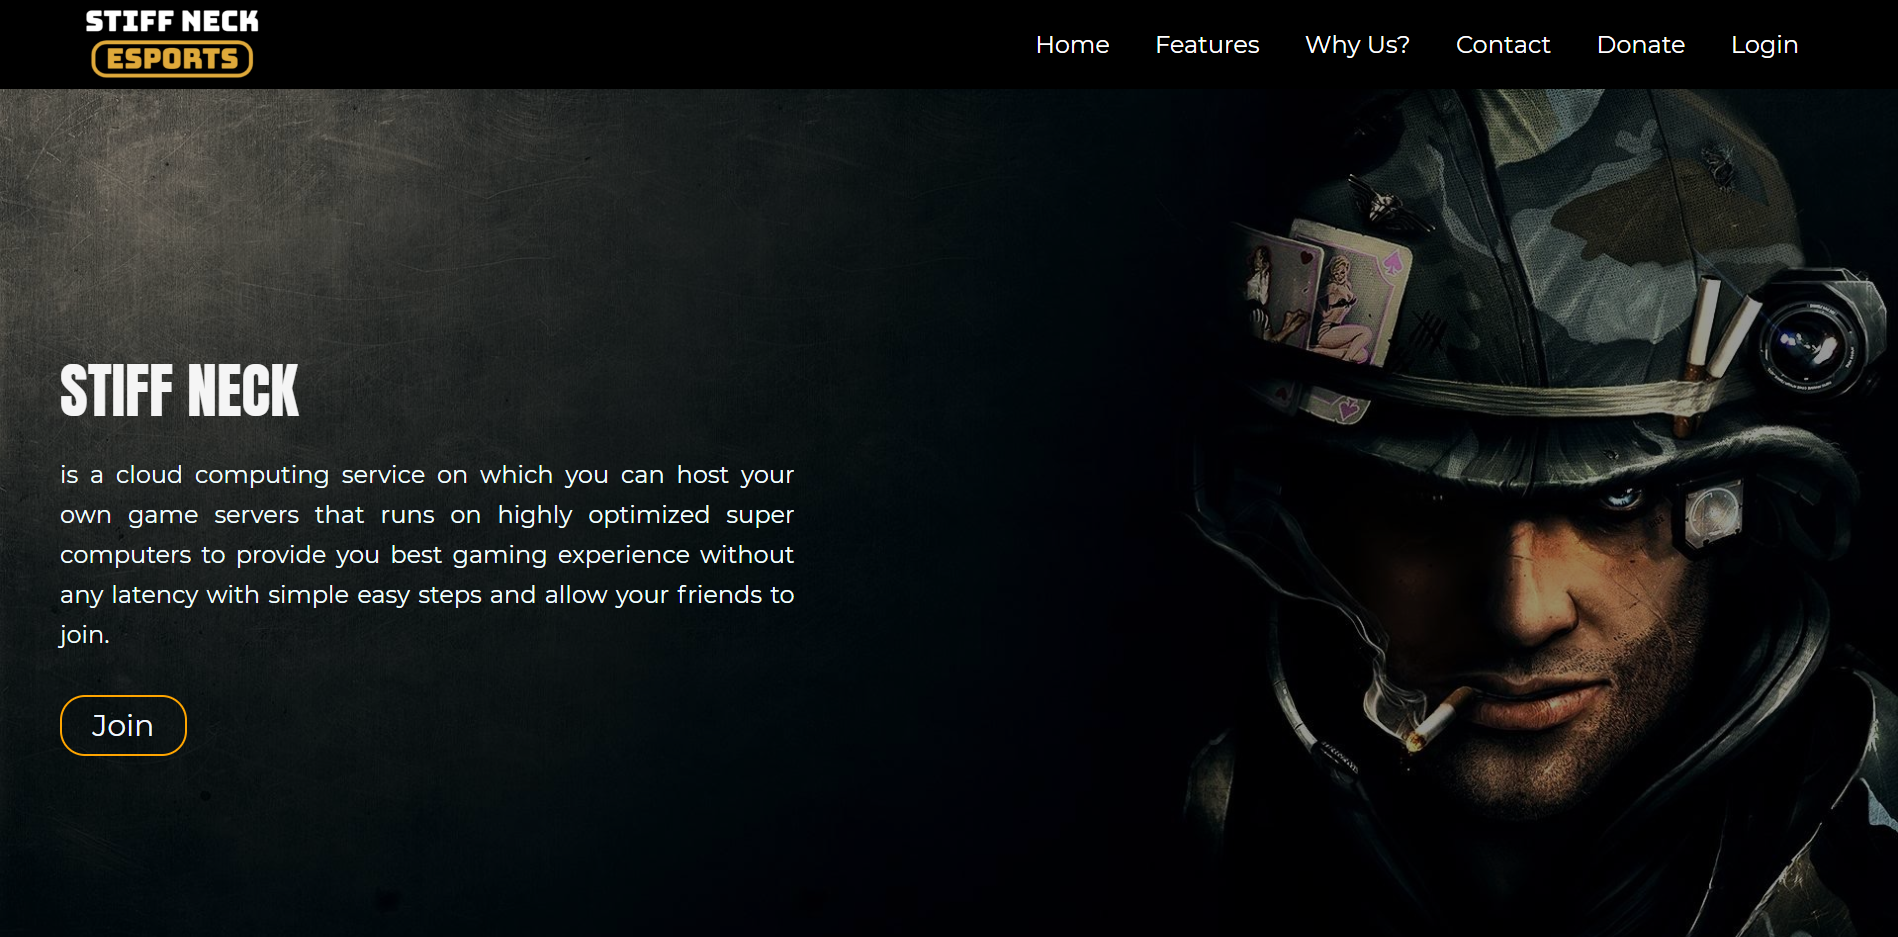 STIFF NECK
ESPORTS
Home Features Why Us? Contact Donate Login
STIFF NECK
is a cloud computing service on which you can host your
own game servers that runs on highly optimized super
computers to provide you best gaming experience without
any latency with simple easy steps and allow your friends to
join.
Join